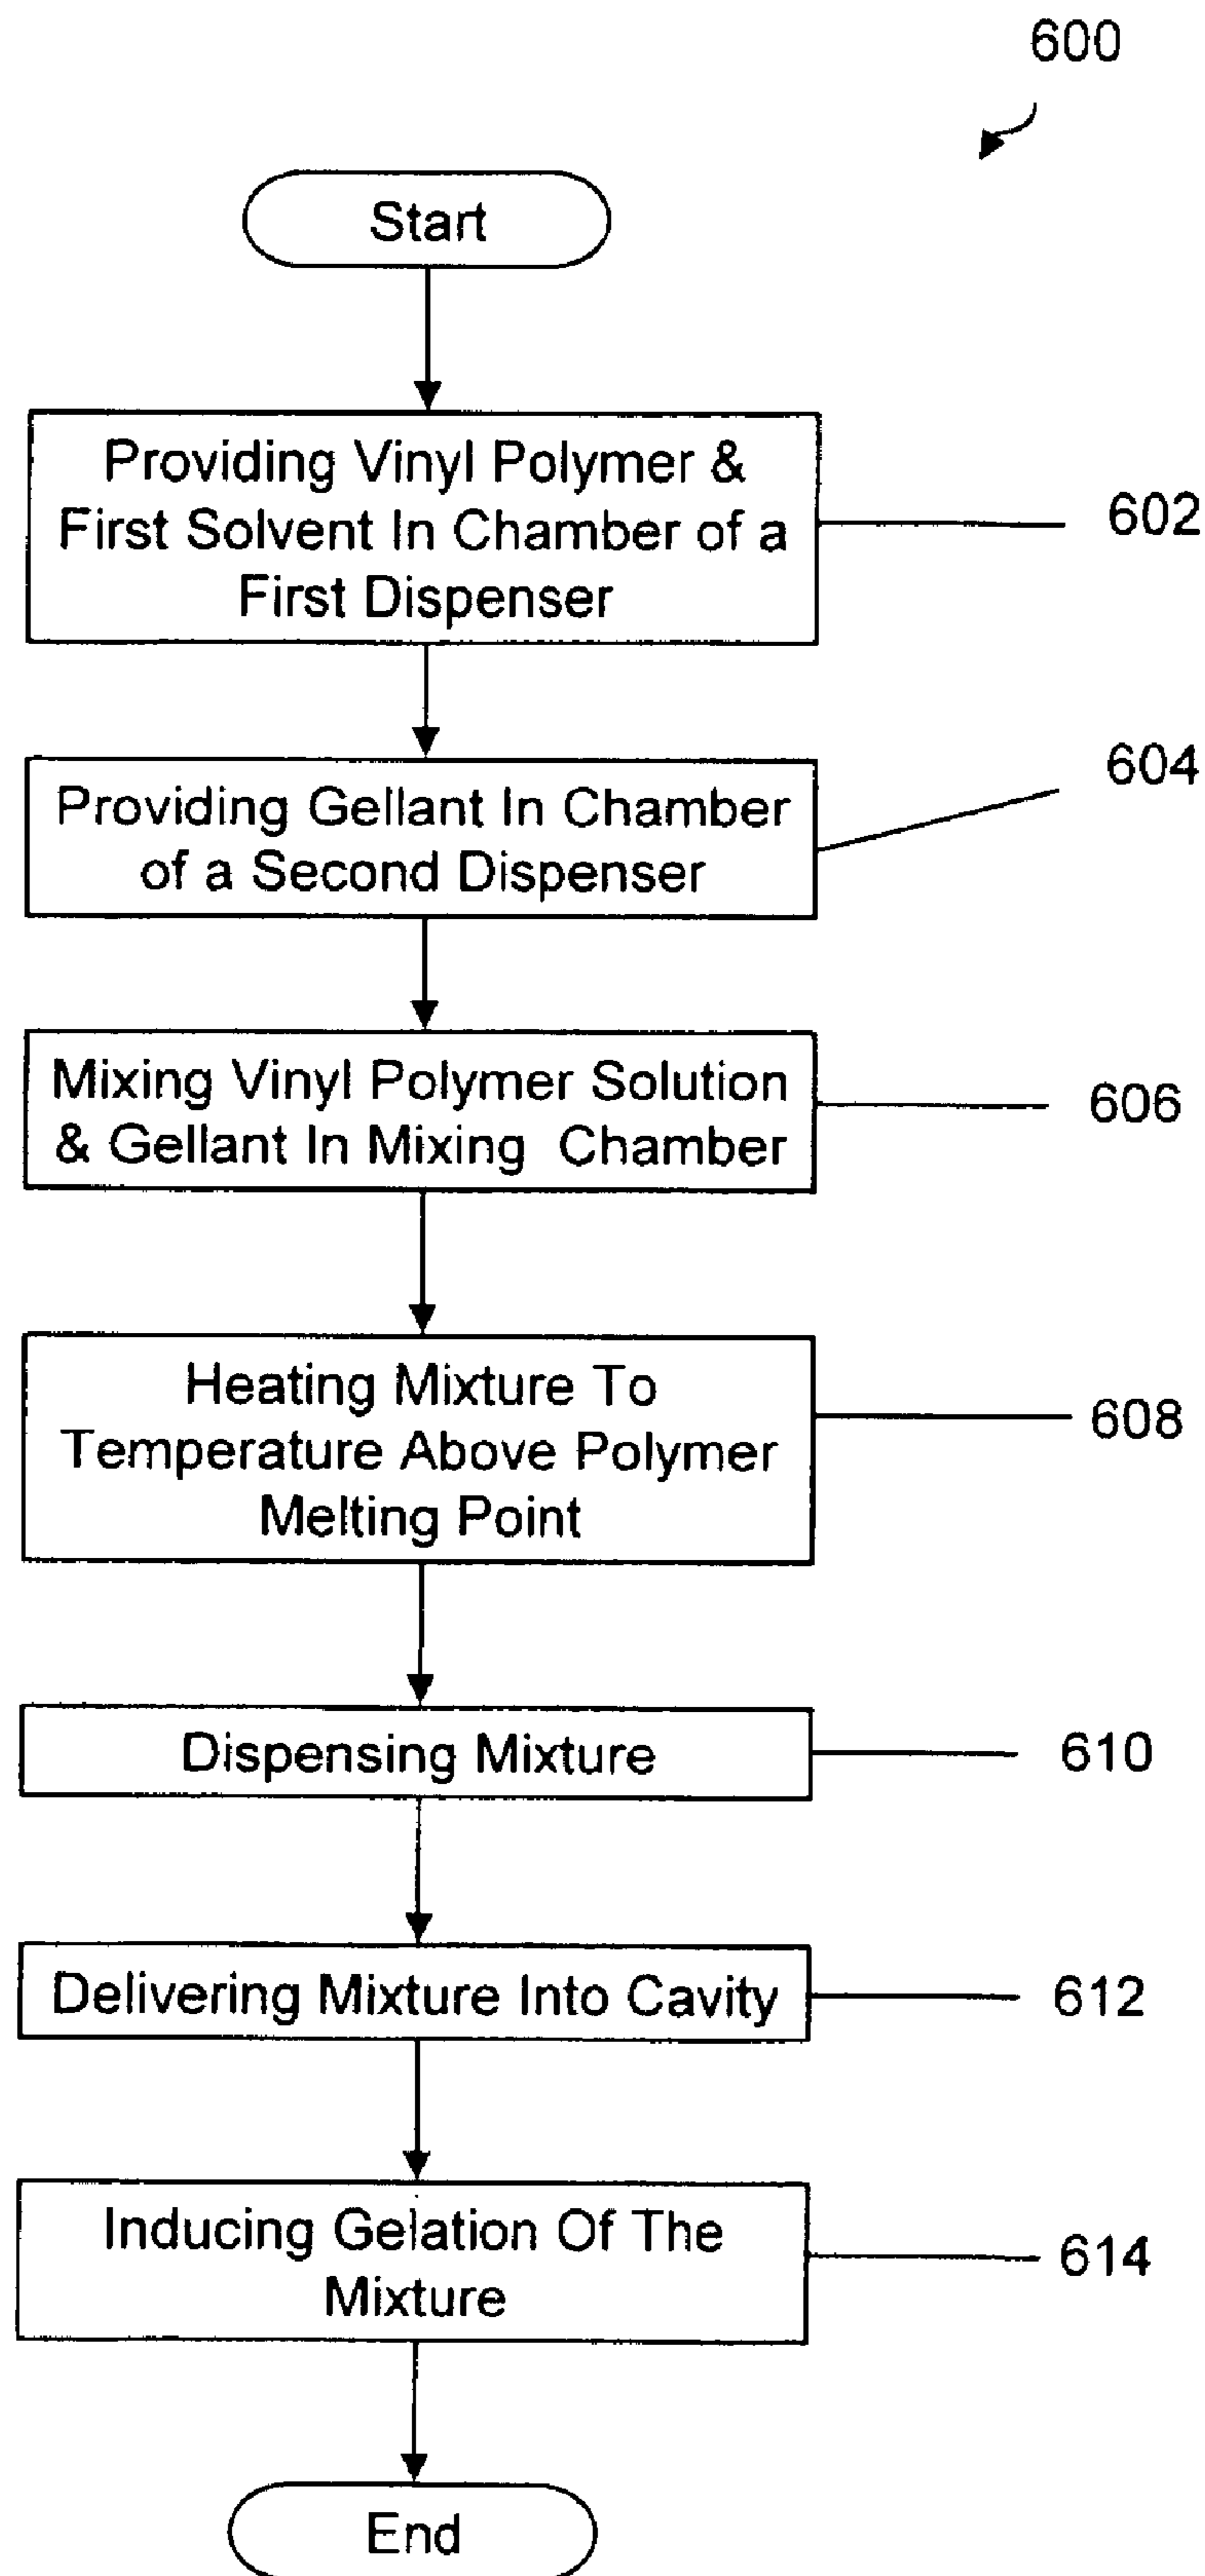 600
Start
Providing Vinyl Polymer &
First Solvent In Chamber of a
First Dispenser
602
Providing Gellant In Chamber
of a Second Dispenser
604
Mixing Vinyl Polymer Solution
& Gellant In Mixing Chamber
606
Heating Mixture To
Temperature Above Polymer
Melting Point
608
Dispensing Mixture
610
Delivering Mixture Into Cavity
612
Inducing Gelation Of The
Mixture
614
End